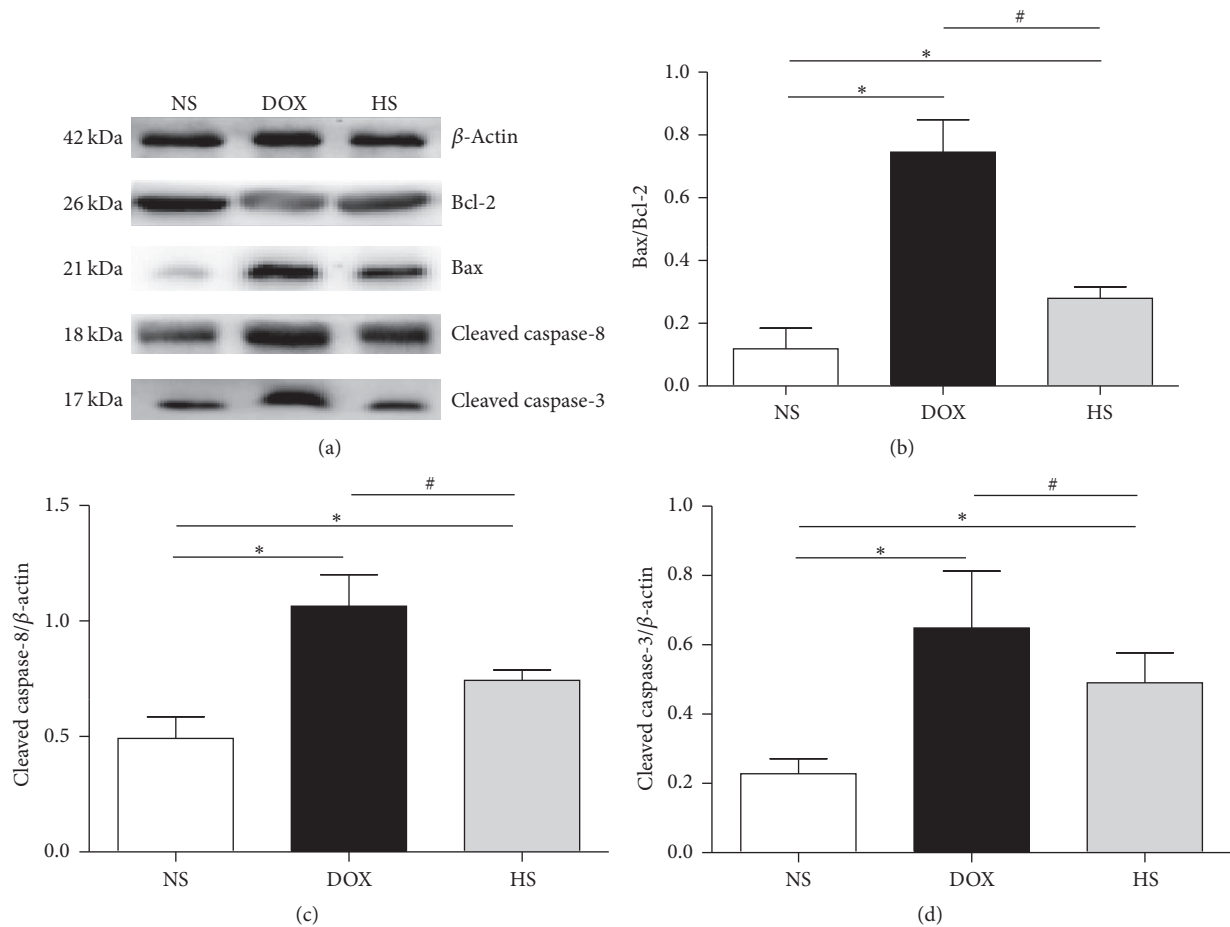 NS DOX HS
42 kDa β-Actin
26 kDa Bcl-2
21 kDa Bax
18 kDa Cleaved caspase-8
17 kDa Cleaved caspase-3
(a)
#
*
*
1.0
0.8
0.6
0.4
0.2
0.0
Bax/Bcl-2
NS DOX HS
(b)
#
*
*
1.5
1.0
0.5
0.0
Cleaved caspase-8/β-actin
NS DOX HS
(c)
#
*
*
1.0
0.8
0.6
0.4
0.2
0.0
Cleaved caspase-3/β-actin
NS DOX HS
(d)